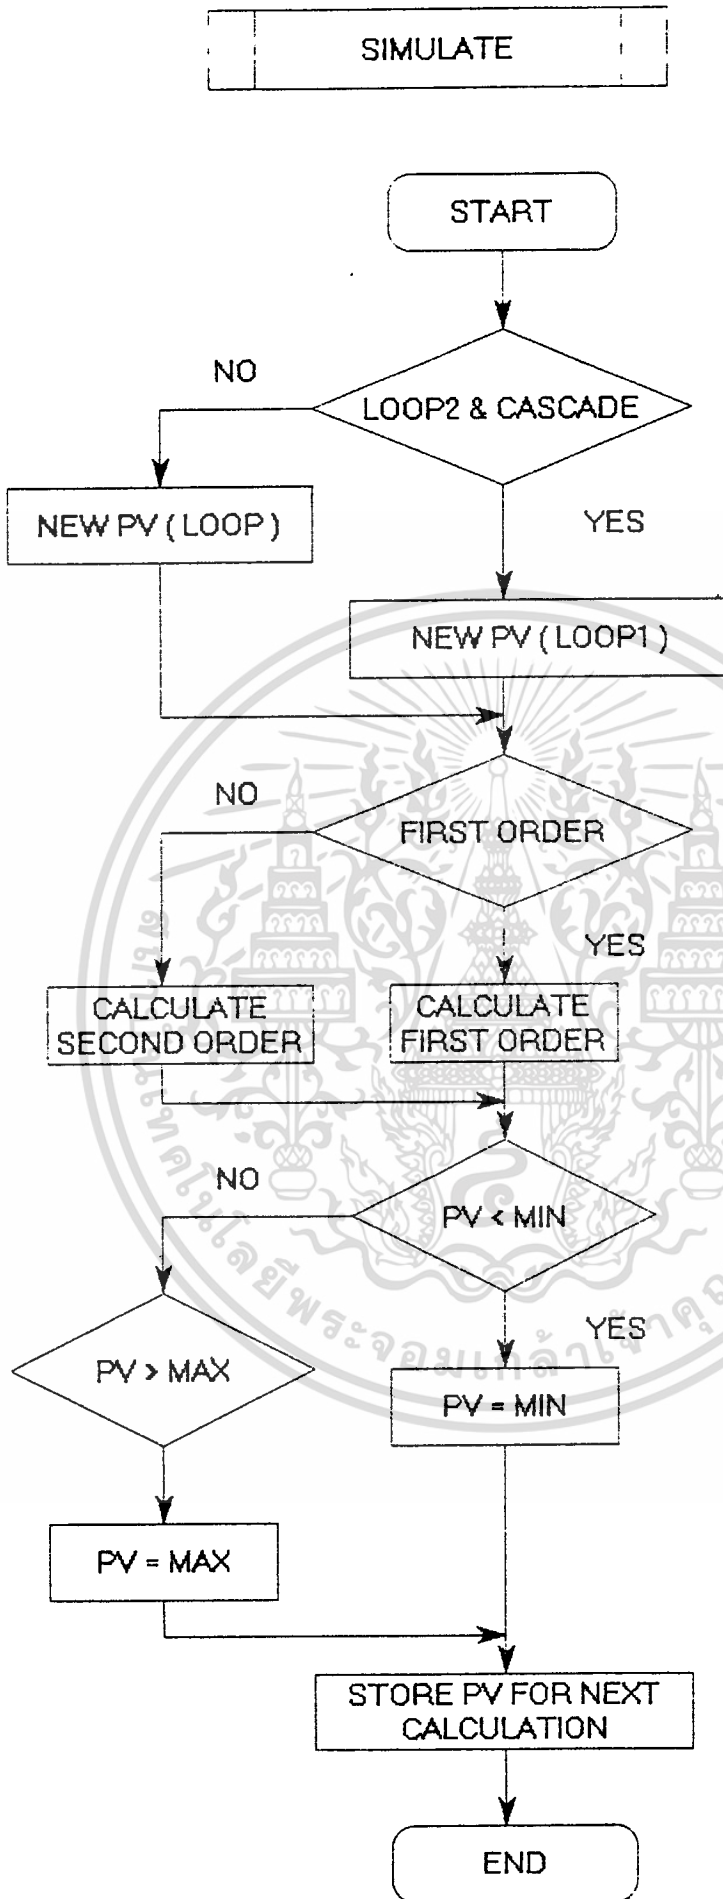 SIMULATE
START
NO
LOOP2 & CASCADE
NEW PV ( LOOP )
YES
NEW PV ( LOOP1 )
NO
FIRST ORDER
YES
CALCULATE
SECOND ORDER
CALCULATE
FIRST ORDER
NO
PV < MIN
YES
PV > MAX
PV = MIN
PV = MAX
STORE PV FOR NEXT
CALCULATION
END